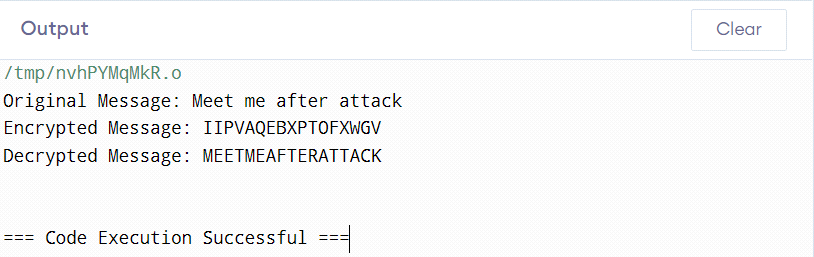 Output
Clear
/tmp/nvhPYMqMkR.o
Original Message: Meet me after attack
Encrypted Message: IIPVAQEBXPTOFXWGV
Decrypted Message: MEETMEAFTERATTACK
=== Code Execution Successful ===